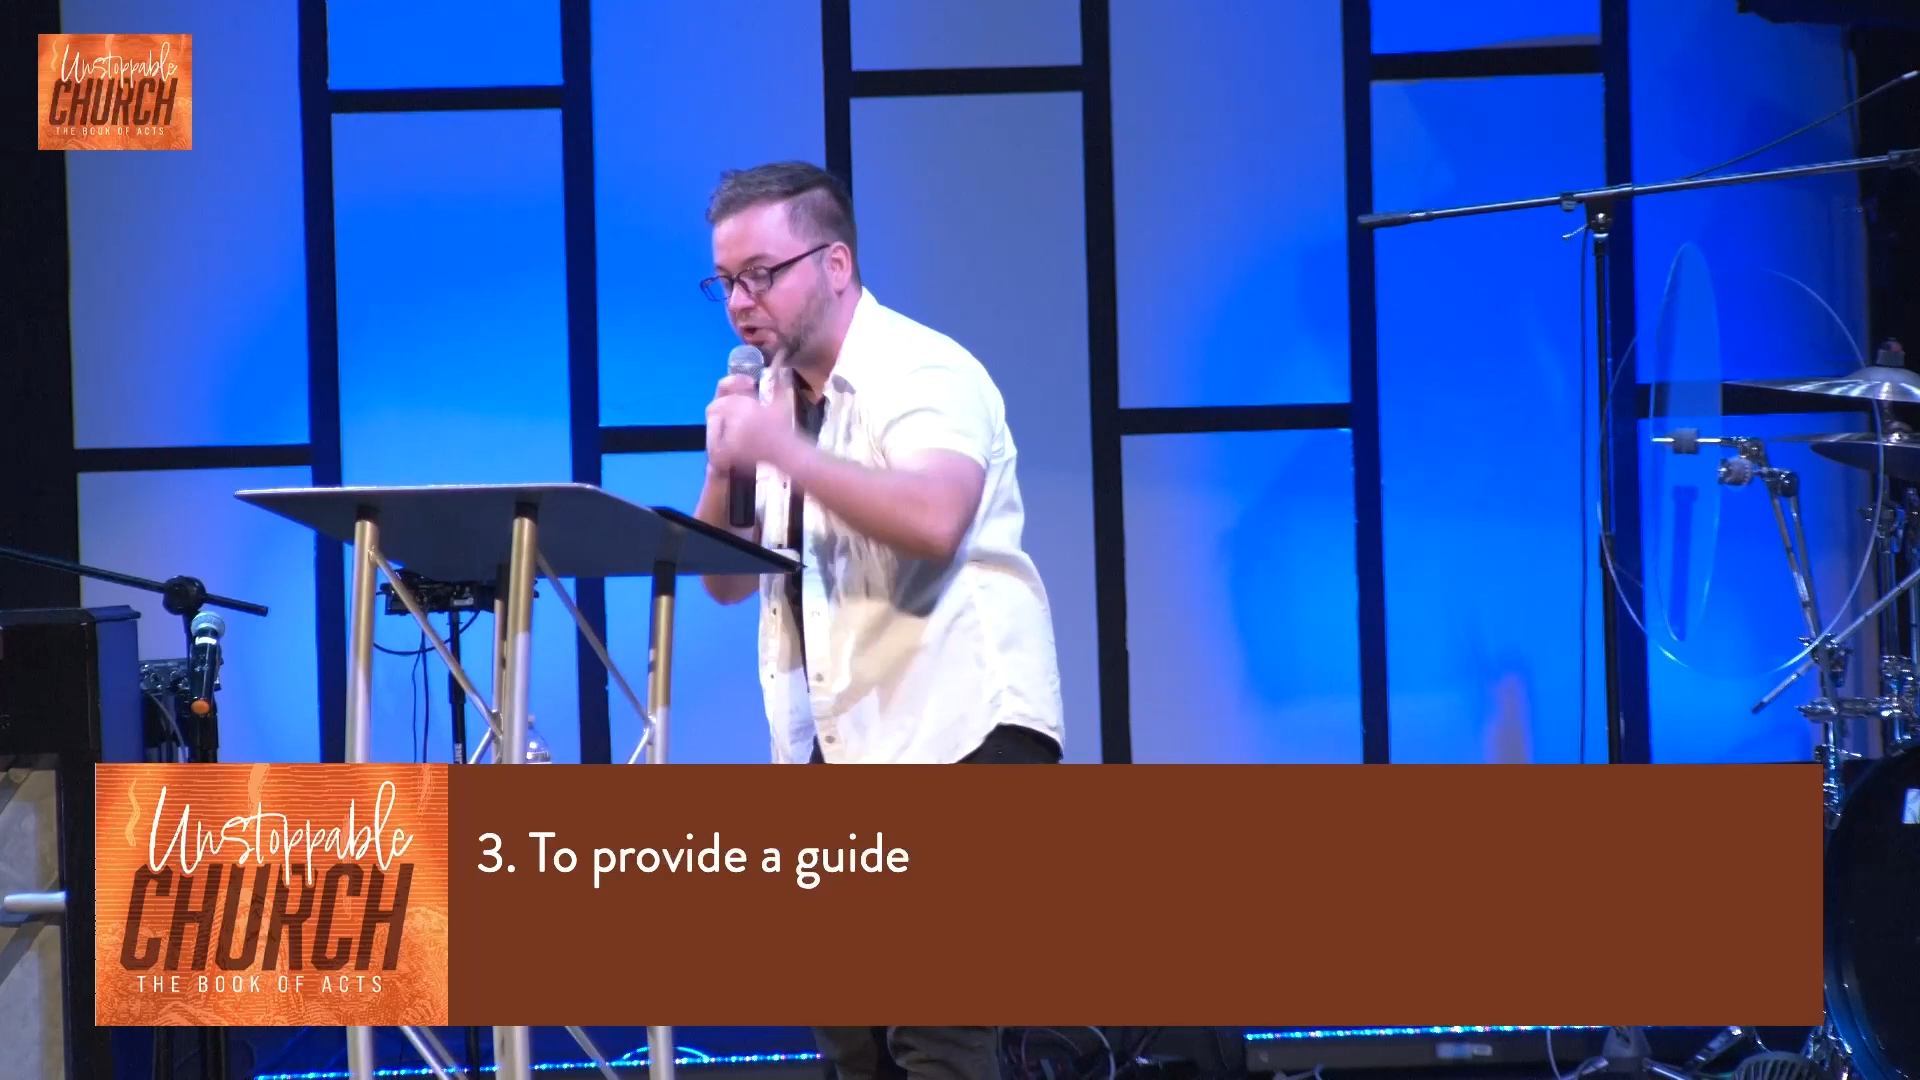 Unstoppable
CHURCH
THE BOOK OF ACTS
Unstoppable
CHURCH
THE BOOK OF ACTS
3. To provide a guide